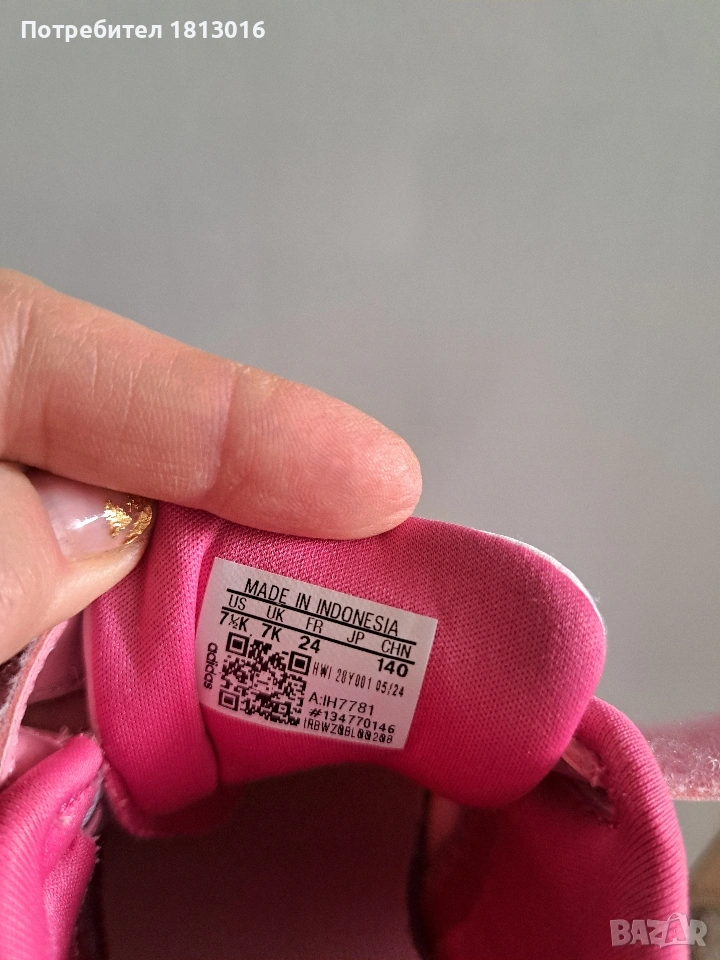 Потребител 1813016
MADE IN INDONESIA
US UK FR JP CHN
7½K 7K 24 140
adidas
HWI 28Y001 05/24
A:IH7781
#134770146
IRBWZ0BL00208
BAZAR